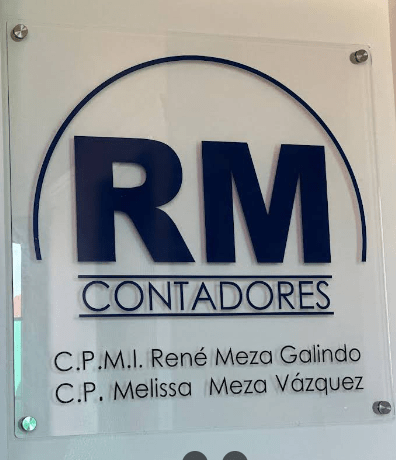 RM
CONTADORES
C.P.M.I. René Meza Galindo
C.P. Melissa Meza Vázquez